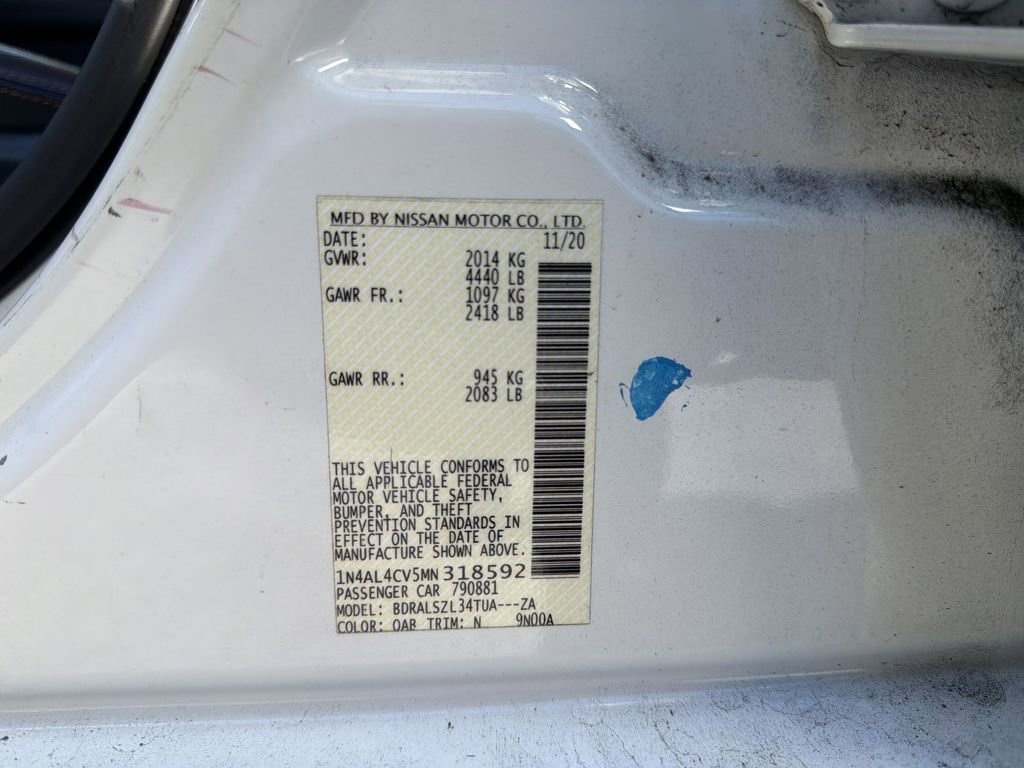 MFD BY NISSAN MOTOR CO., LTD.
DATE: 11/20
GVWR: 2014 KG
4440 LB
GAWR FR.: 1097 KG
2418 LB
GAWR RR.: 945 KG
2083 LB
THIS VEHICLE CONFORMS TO
ALL APPLICABLE FEDERAL
MOTOR VEHICLE SAFETY,
BUMPER, AND THEFT
PREVENTION STANDARDS IN
EFFECT ON THE DATE OF
MANUFACTURE SHOWN ABOVE.
1N4AL4CV5MN318592
PASSENGER CAR 790881
MODEL: BDRALSZL34TUA---ZA
COLOR: QAB TRIM: N 9N00A